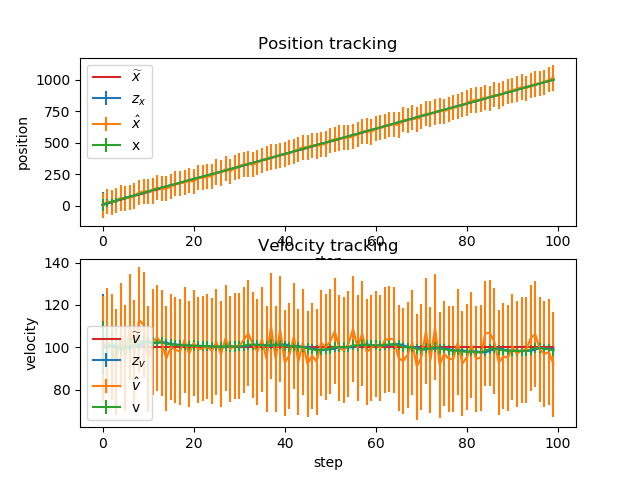 Position tracking
1000
750
500
250
0
position
x̃
z_x
x̂
x
0
20
40
60
80
100
Velocity tracking
140
120
100
80
velocity
ṽ
z_v
v̂
v
0
20
40
60
80
100
step